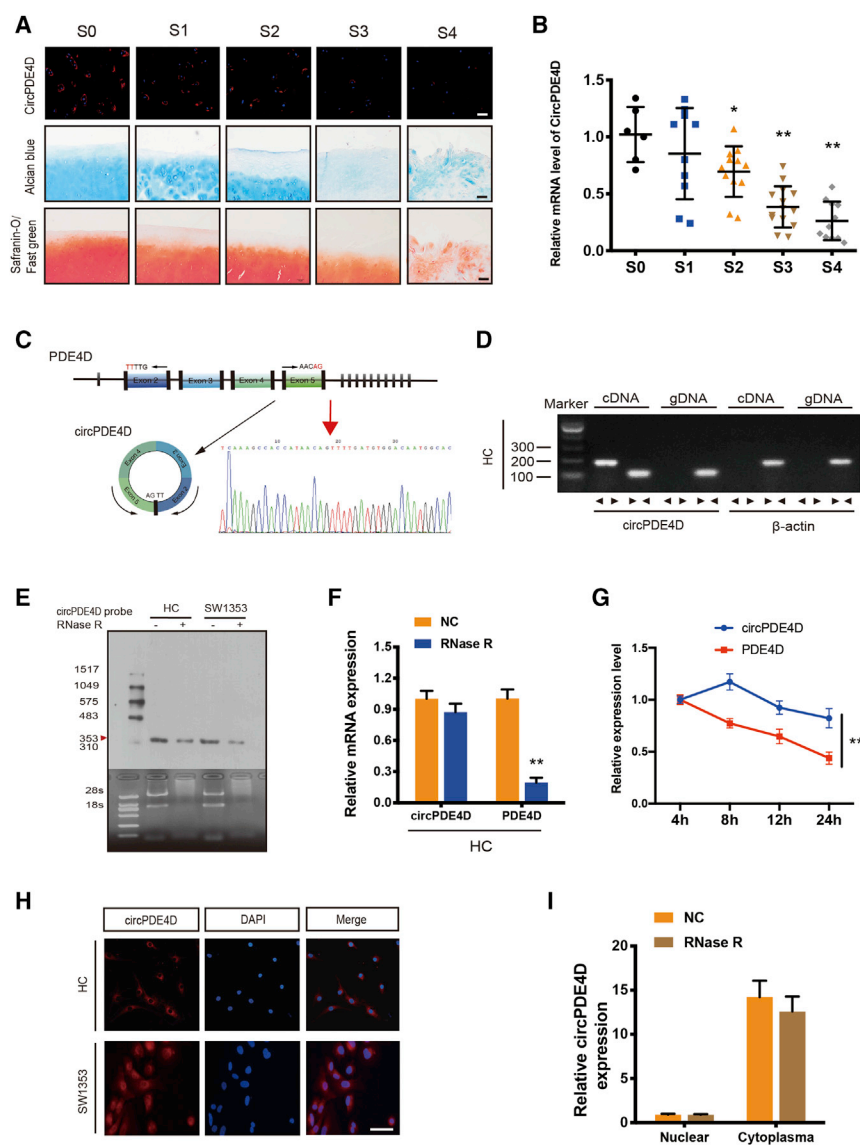 A
S0 S1 S2 S3 S4
CircPDE4D
Alcian blue
Safranin-O/
Fast green
B
Relative mRNA level of CircPDE4D
1.5
1.0
0.5
0.0
*
**
**
S0 S1 S2 S3 S4
C
PDE4D
TTTTG
AACAG
Exon 2 Exon 3 Exon 4 Exon 5
circPDE4D
Exon 4 Exon 3
Exon 5 Exon 2
AG TT
10 20 30
D
Marker cDNA gDNA cDNA gDNA
HC
300
200
100
circPDE4D β-actin
E
circPDE4D probe HC SW1353
RNase R - + - +
1517
1049
575
483
353
310
28s
18s
F
NC
RNase R
Relative mRNA expression
1.5
1.2
0.9
0.6
0.3
0.0
**
circPDE4D PDE4D
HC
G
circPDE4D
PDE4D
Relative expression level
1.5
1.0
0.5
0.0
**
4h 8h 12h 24h
H
circPDE4D DAPI Merge
HC
SW1353
I
NC
RNase R
Relative circPDE4D
expression
20
15
10
5
0
Nuclear Cytoplasma